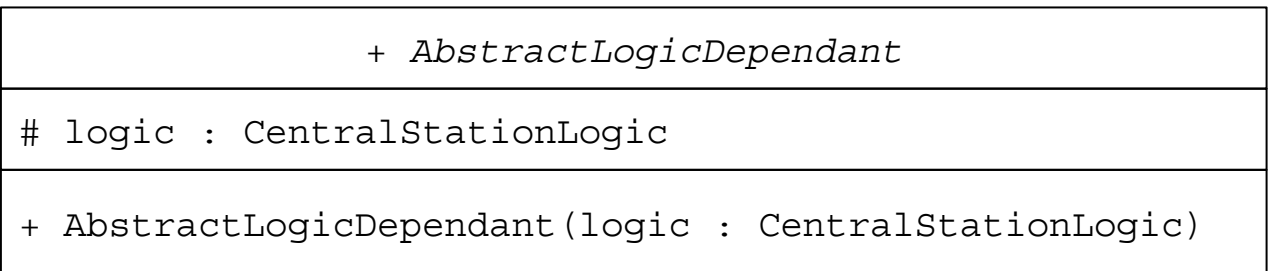 + AbstractLogicDependant
# logic : CentralStationLogic
+ AbstractLogicDependant(logic : CentralStationLogic)